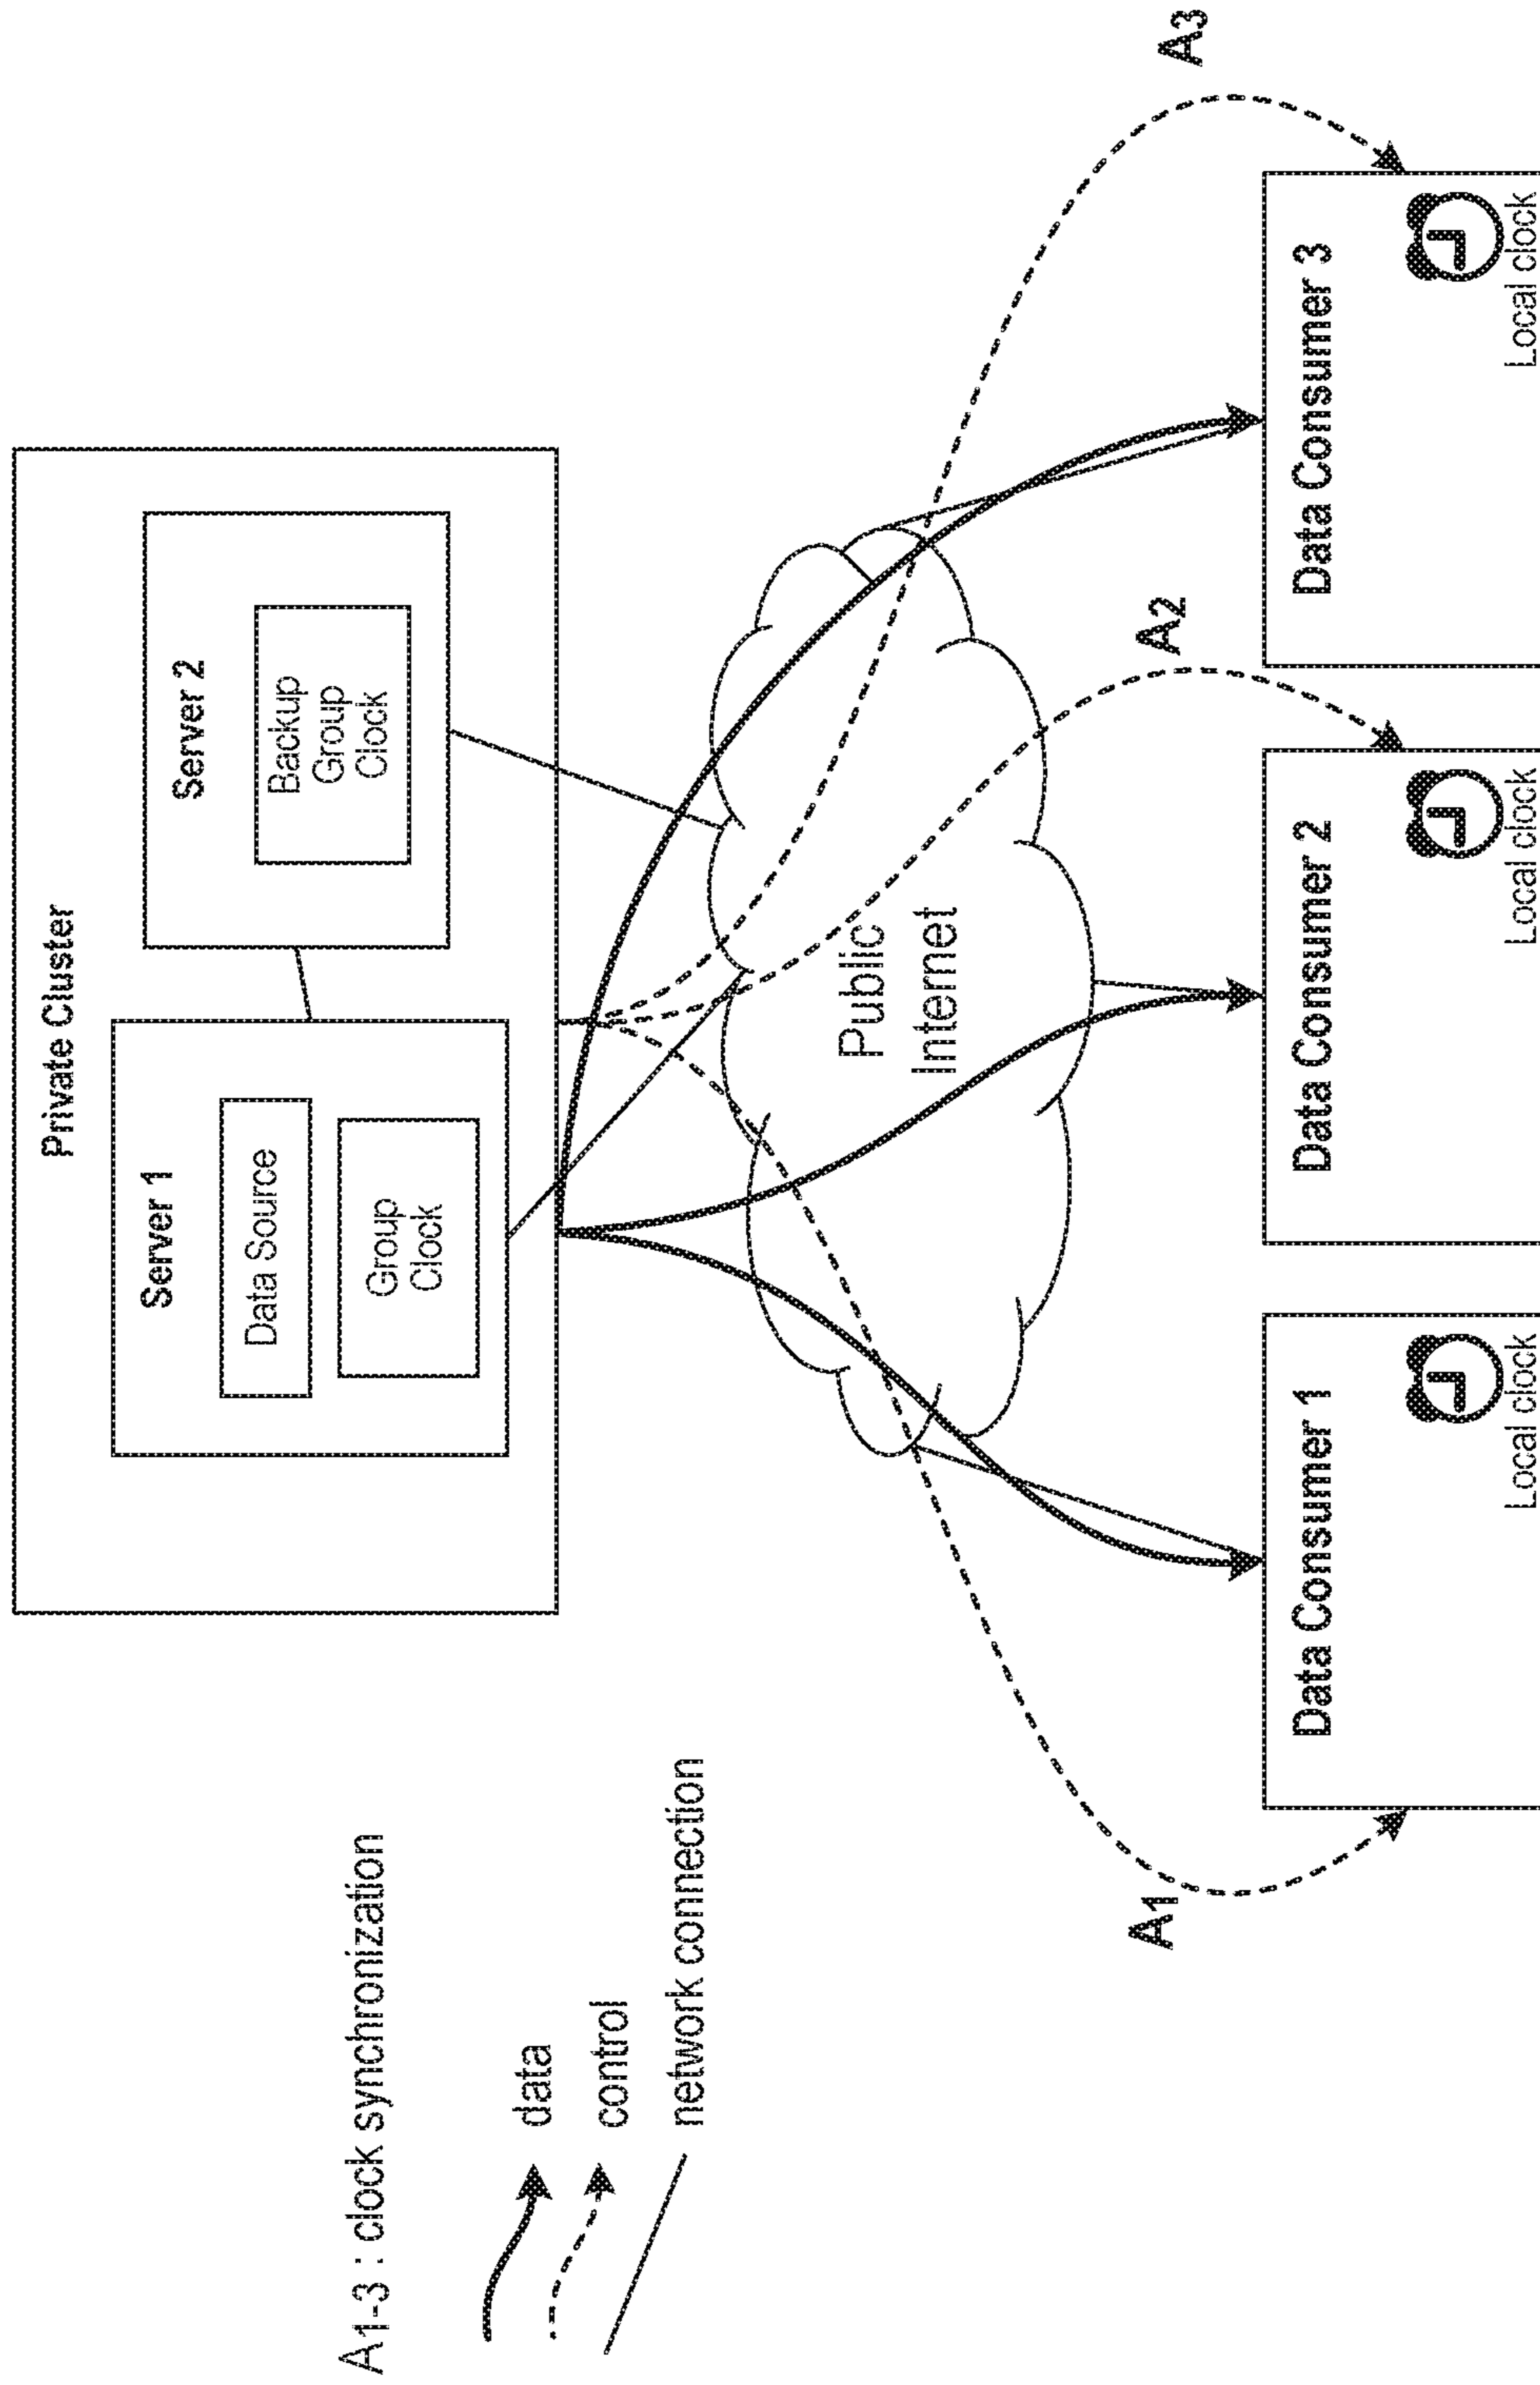 A1-3 : clock synchronization
data
control
network connection
Private Cluster
Server 1
Data Source
Group
Clock
Server 2
Backup
Group
Clock
Public
Internet
A1
A2
A3
Data Consumer 1
Local clock
Data Consumer 2
Local clock
Data Consumer 3
Local clock